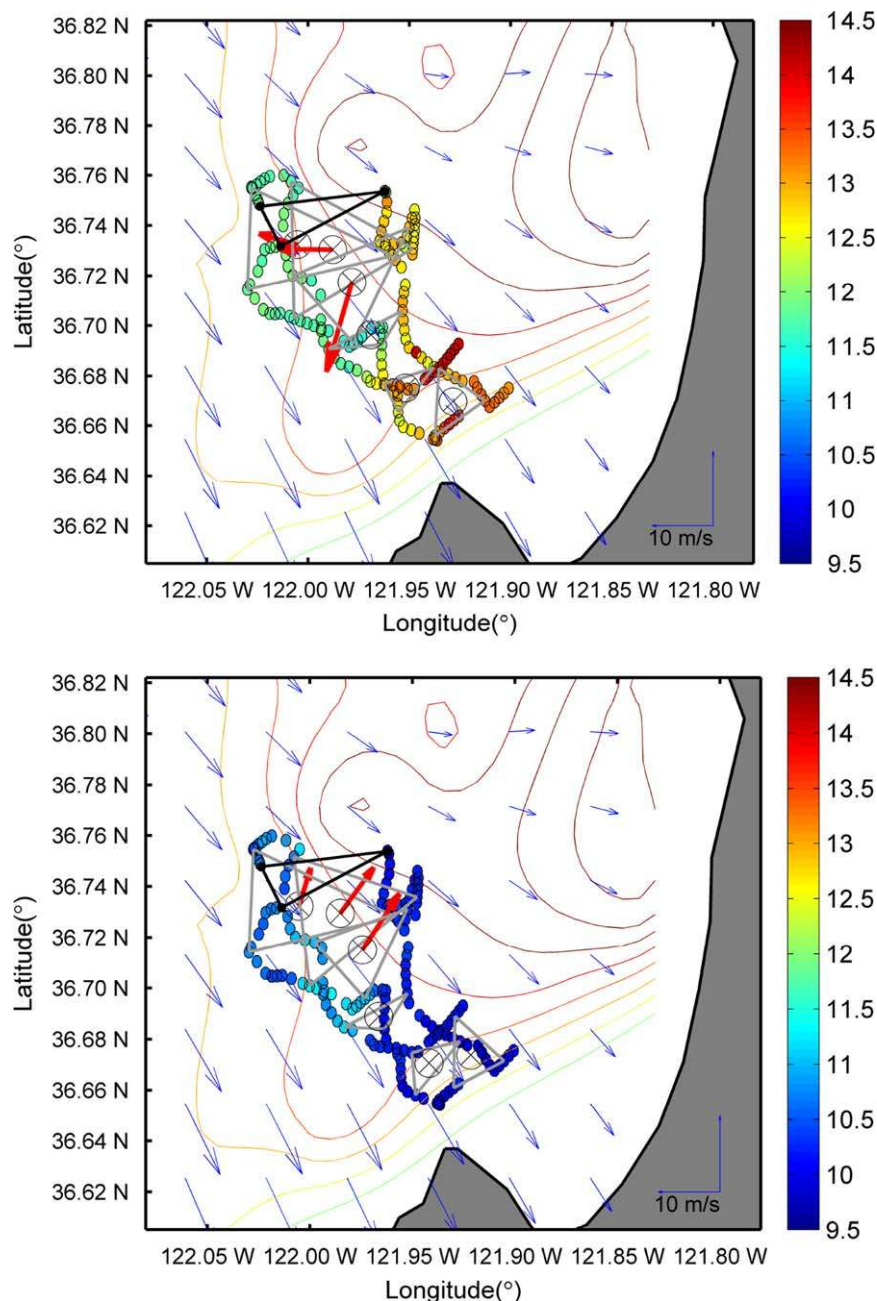 36.82 N
36.80 N
36.78 N
36.76 N
36.74 N
36.72 N
36.70 N
36.68 N
36.66 N
36.64 N
36.62 N
Latitude(°)
10 m/s
122.05 W 122.00 W 121.95 W 121.90 W 121.85 W 121.80 W
Longitude(°)
14.5
14
13.5
13
12.5
12
11.5
11
10.5
10
9.5
36.82 N
36.80 N
36.78 N
36.76 N
36.74 N
36.72 N
36.70 N
36.68 N
36.66 N
36.64 N
36.62 N
Latitude(°)
10 m/s
122.05 W 122.00 W 121.95 W 121.90 W 121.85 W 121.80 W
Longitude(°)
14.5
14
13.5
13
12.5
12
11.5
11
10.5
10
9.5